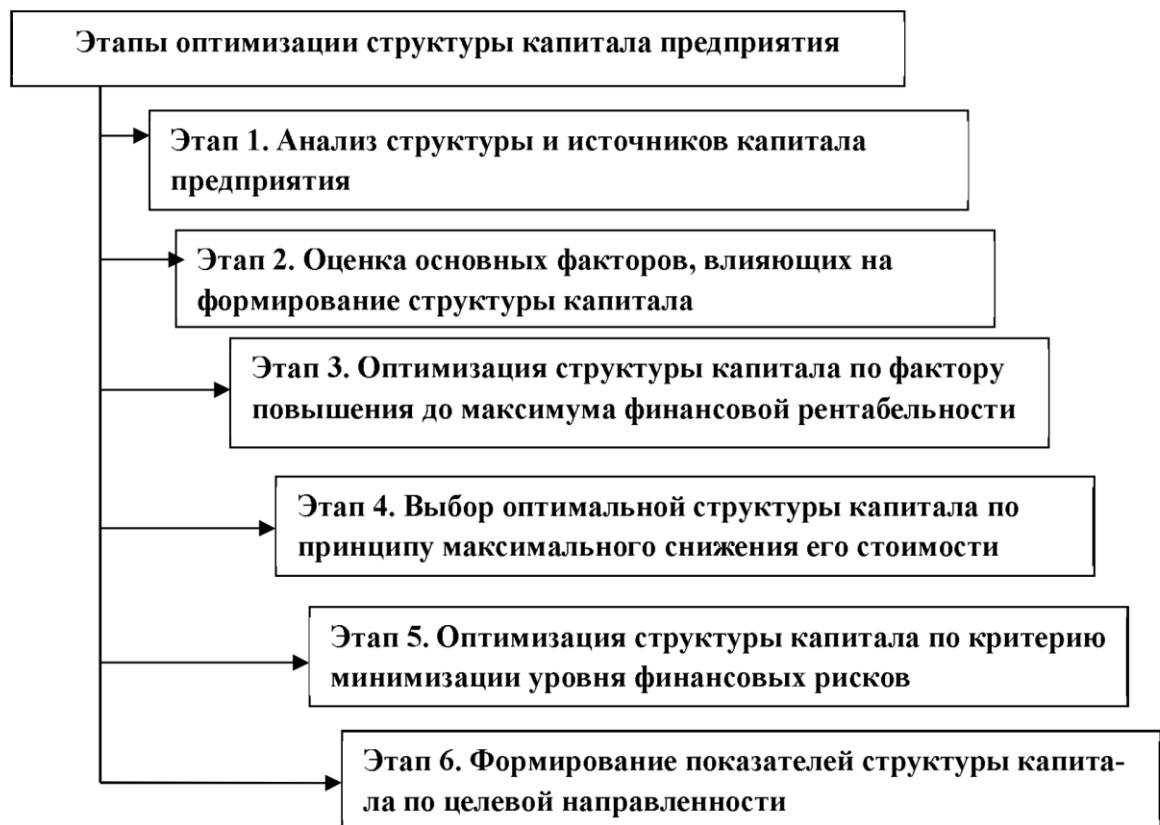 Этапы оптимизации структуры капитала предприятия
Этап 1. Анализ структуры и источников капитала
предприятия
Этап 2. Оценка основных факторов, влияющих на
формирование структуры капитала
Этап 3. Оптимизация структуры капитала по фактору
повышения до максимума финансовой рентабельности
Этап 4. Выбор оптимальной структуры капитала по
принципу максимального снижения его стоимости
Этап 5. Оптимизация структуры капитала по критерию
минимизации уровня финансовых рисков
Этап 6. Формирование показателей структуры капита-
ла по целевой направленности